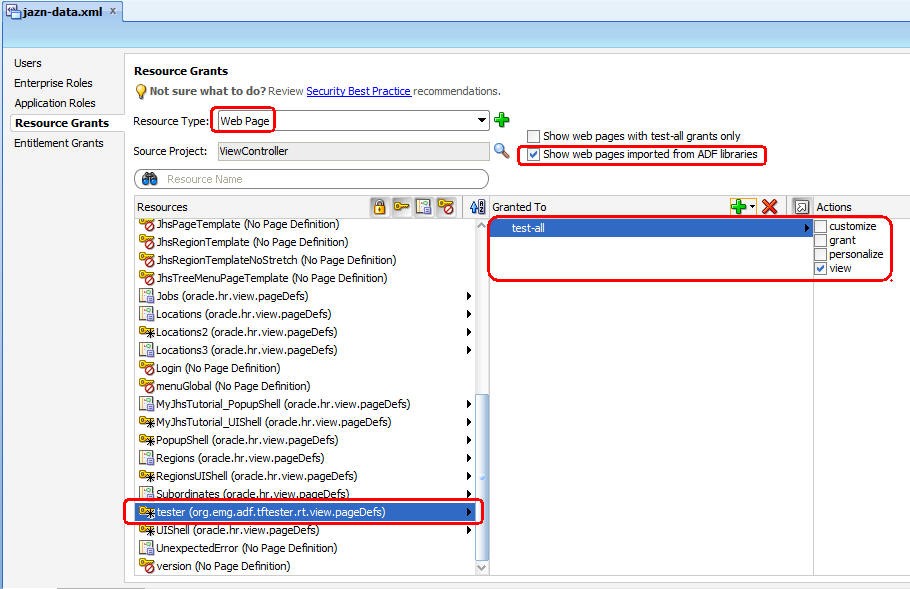 jazn-data.xml x
Users
Enterprise Roles
Application Roles
Resource Grants
Entitlement Grants
Resource Grants
Not sure what to do? Review Security Best Practice recommendations.
Resource Type: Web Page
Show web pages with test-all grants only
Source Project: ViewController
Show web pages imported from ADF libraries
Resource Name
Resources
Granted To
Actions
JhsPageTemplate (No Page Definition)
JhsRegionTemplate (No Page Definition)
JhsRegionTemplateNoStretch (No Page Definition)
JhsTreeMenuPageTemplate (No Page Definition)
Jobs (oracle.hr.view.pageDefs)
Locations (oracle.hr.view.pageDefs)
Locations2 (oracle.hr.view.pageDefs)
Locations3 (oracle.hr.view.pageDefs)
Login (No Page Definition)
menuGlobal (No Page Definition)
MyJhsTutorial_PopupShell (oracle.hr.view.pageDefs)
MyJhsTutorial_UIShell (oracle.hr.view.pageDefs)
PopupShell (oracle.hr.view.pageDefs)
Regions (oracle.hr.view.pageDefs)
RegionsUIShell (oracle.hr.view.pageDefs)
Subordinates (oracle.hr.view.pageDefs)
tester (org.emg.adf.tftester.rt.view.pageDefs)
UIShell (oracle.hr.view.pageDefs)
UnexpectedError (No Page Definition)
version (No Page Definition)
test-all
customize
grant
personalize
view